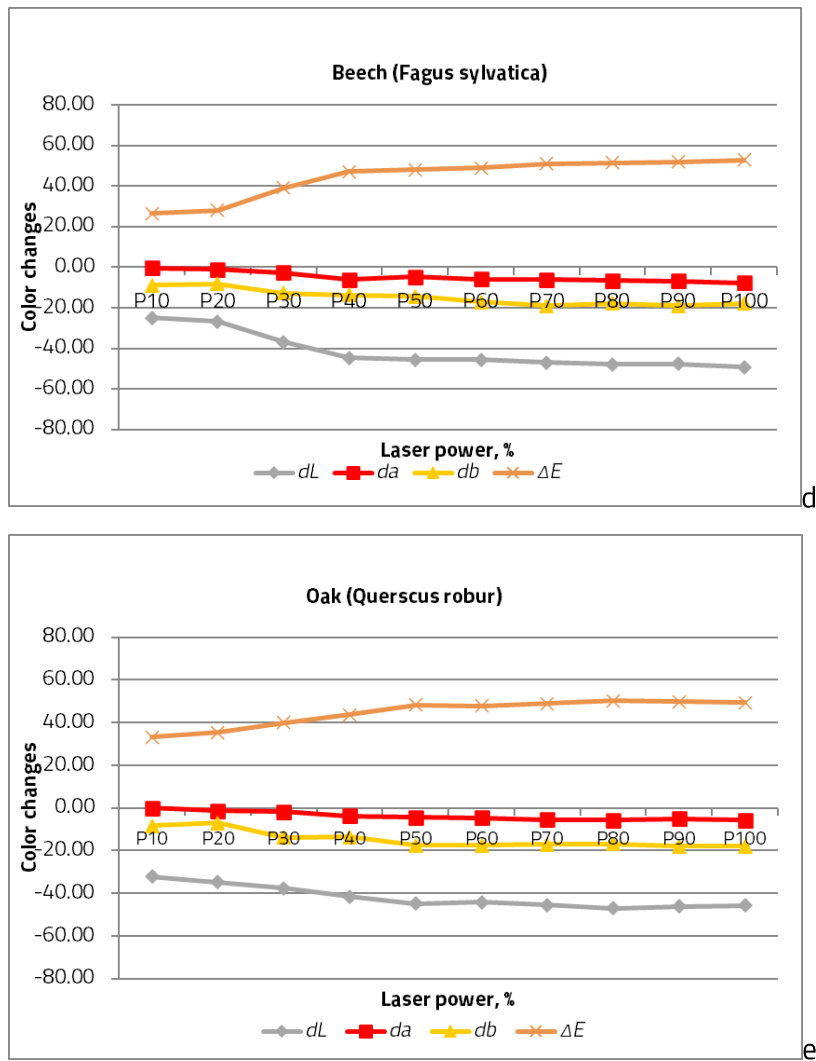 Beech (Fagus sylvatica)
80.00
60.00
40.00
20.00
0.00
-20.00
-40.00
-60.00
-80.00
Color changes
P10 P20 P30 P40 P50 P60 P70 P80 P90 P100
Laser power, %
dL da db ΔE
d
Oak (Querscus robur)
80.00
60.00
40.00
20.00
0.00
-20.00
-40.00
-60.00
-80.00
Color changes
P10 P20 P30 P40 P50 P60 P70 P80 P90 P100
Laser power, %
dL da db ΔE
e